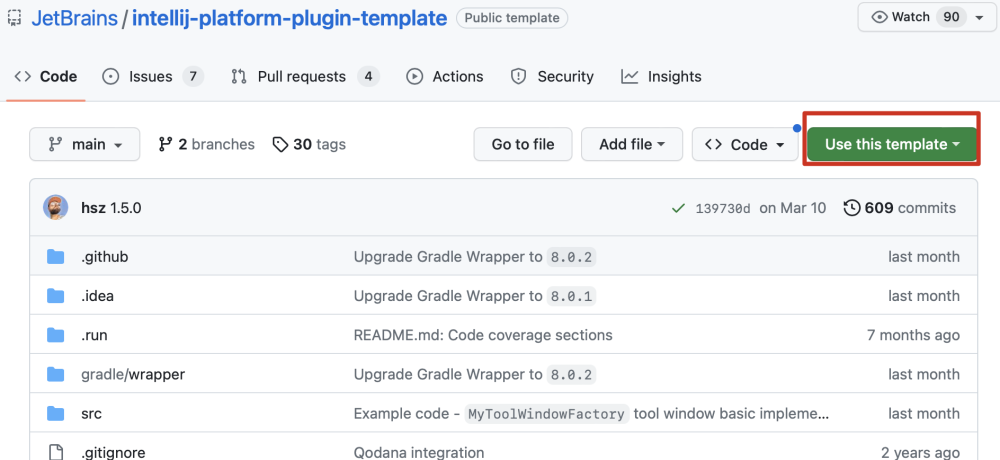 JetBrains / intellij-platform-plugin-template Public template Watch 90
Code Issues 7 Pull requests 4 Actions Security Insights
main 2 branches 30 tags Go to file Add file Code Use this template
hsz 1.5.0 139730d on Mar 10 609 commits
.github Upgrade Gradle Wrapper to 8.0.2 last month
.idea Upgrade Gradle Wrapper to 8.0.1 last month
.run README.md: Code coverage sections 7 months ago
gradle/wrapper Upgrade Gradle Wrapper to 8.0.2 last month
src Example code - MyToolWindowFactory tool window basic impleme... last month
.gitignore Qodana integration 2 years ago